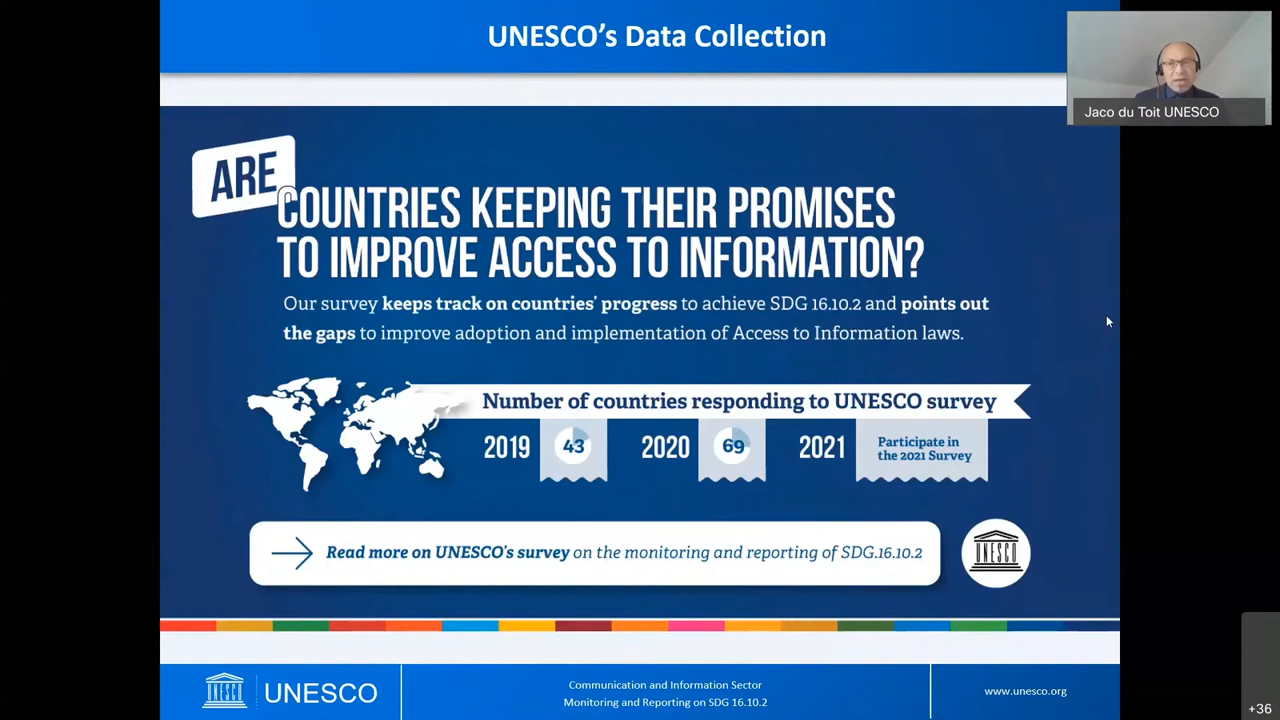 UNESCO's Data Collection
Jaco du Toit UNESCO
ARE
COUNTRIES KEEPING THEIR PROMISES
TO IMPROVE ACCESS TO INFORMATION?
Our survey keeps track on countries' progress to achieve SDG 16.10.2 and points out
the gaps to improve adoption and implementation of Access to Information laws.
Number of countries responding to UNESCO survey
2019 43 2020 69 2021 Participate in
the 2021 Survey
Read more on UNESCO's survey on the monitoring and reporting of SDG.16.10.2
UNESCO
UNESCO
UNESCO
Communication and Information Sector
Monitoring and Reporting on SDG 16.10.2
www.unesco.org
+36